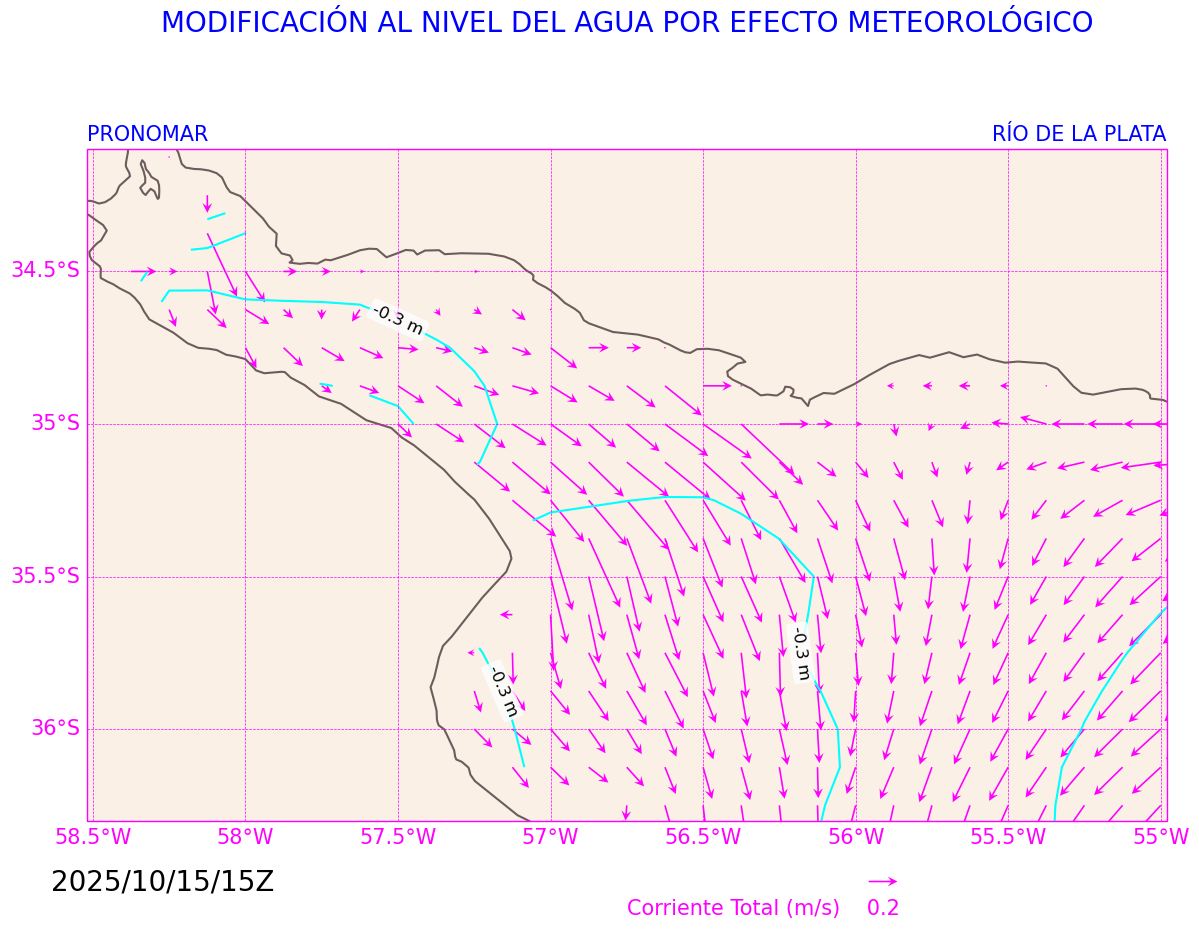 MODIFICACIÓN AL NIVEL DEL AGUA POR EFECTO METEOROLÓGICO
PRONOMAR RÍO DE LA PLATA
34.5°S
-0.3 m
35°S
35.5°S
-0.3 m
-0.3 m
36°S
58.5°W 58°W 57.5°W 57°W 56.5°W 56°W 55.5°W 55°W
2025/10/15/15Z
Corriente Total (m/s) 0.2